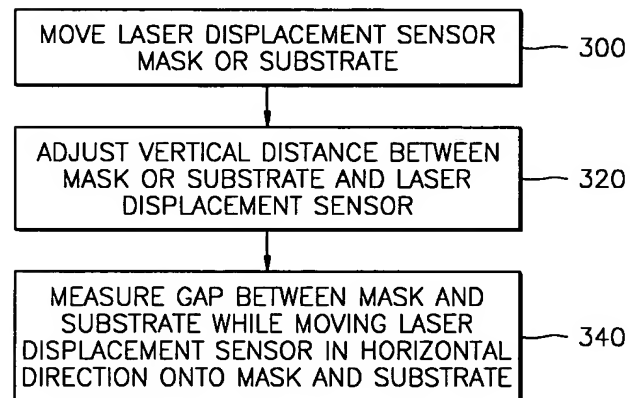 MOVE LASER DISPLACEMENT SENSOR
MASK OR SUBSTRATE
300
ADJUST VERTICAL DISTANCE BETWEEN
MASK OR SUBSTRATE AND LASER
DISPLACEMENT SENSOR
320
MEASURE GAP BETWEEN MASK AND
SUBSTRATE WHILE MOVING LASER
DISPLACEMENT SENSOR IN HORIZONTAL
DIRECTION ONTO MASK AND SUBSTRATE
340